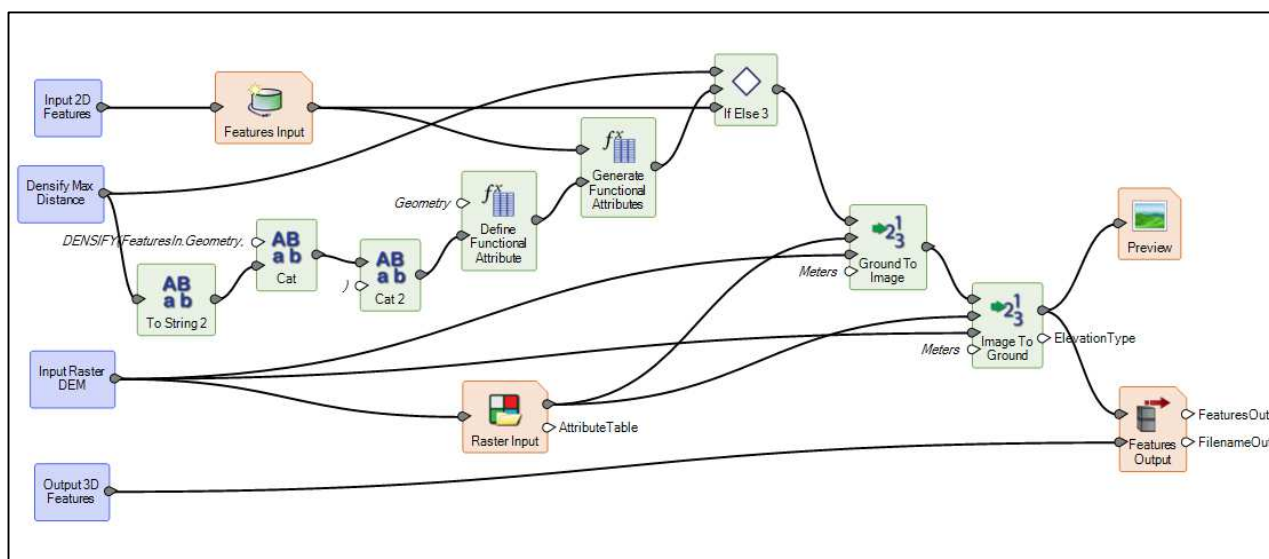 Input 2D
Features
Features Input
If Else 3
Densify Max
Distance
Generate
Functional
Attributes
Geometry
Define
Functional
Attribute
DENSIFY(FeaturesIn.Geometry,
Cat
)
Cat 2
To String 2
Meters
Ground To
Image
Preview
Meters
Image To
Ground
ElevationType
Input Raster
DEM
Raster Input
AttributeTable
Features
Output
FeaturesOut
FilenameOut
Output 3D
Features